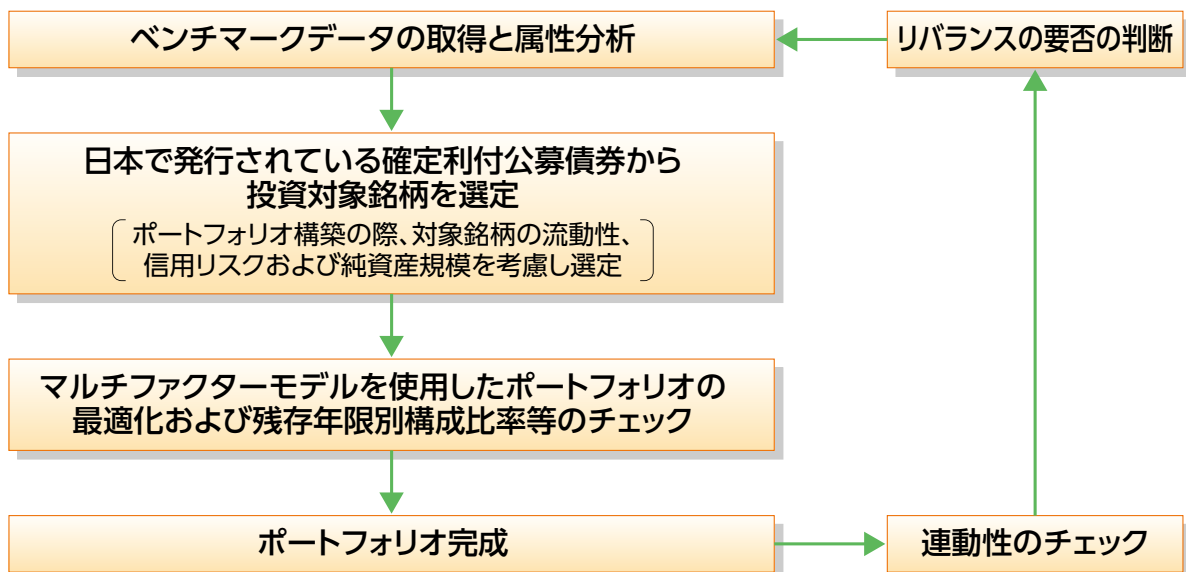 ベンチマークデータの取得と属性分析
リバランスの要否の判断
日本で発行されている確定利付公募債券から
投資対象銘柄を選定
ポートフォリオ構築の際、対象銘柄の流動性、
信用リスクおよび純資産規模を考慮し選定
マルチファクターモデルを使用したポートフォリオの
最適化および残存年限別構成比率等のチェック
ポートフォリオ完成
連動性のチェック